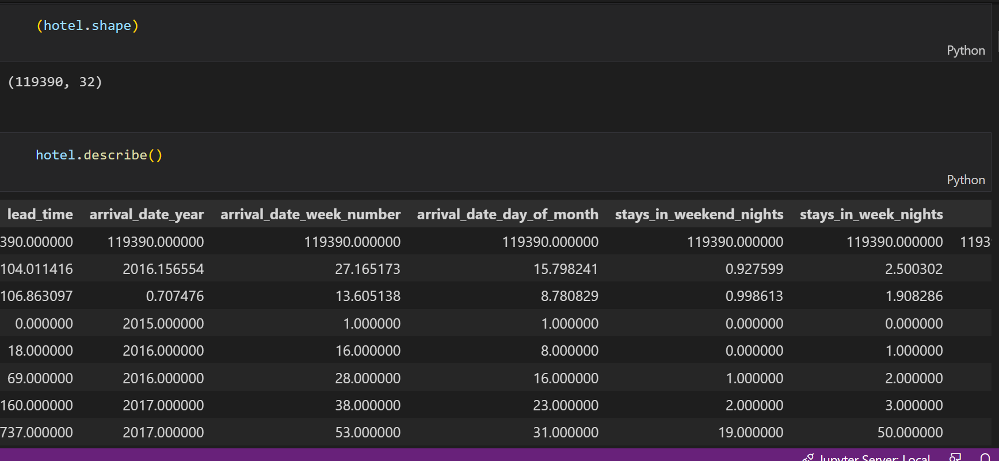 (hotel.shape)
Python
(119390, 32)
hotel.describe()
Python
lead_time arrival_date_year arrival_date_week_number arrival_date_day_of_month stays_in_weekend_nights stays_in_week_nights
390.000000 119390.000000 119390.000000 119390.000000 119390.000000 119390.000000 1193
104.011416 2016.156554 27.165173 15.798241 0.927599 2.500302
106.863097 0.707476 13.605138 8.780829 0.998613 1.908286
0.000000 2015.000000 1.000000 1.000000 0.000000 0.000000
18.000000 2016.000000 16.000000 8.000000 0.000000 1.000000
69.000000 2016.000000 28.000000 16.000000 1.000000 2.000000
160.000000 2017.000000 38.000000 23.000000 2.000000 3.000000
737.000000 2017.000000 53.000000 31.000000 19.000000 50.000000
Jupyter Server: Local